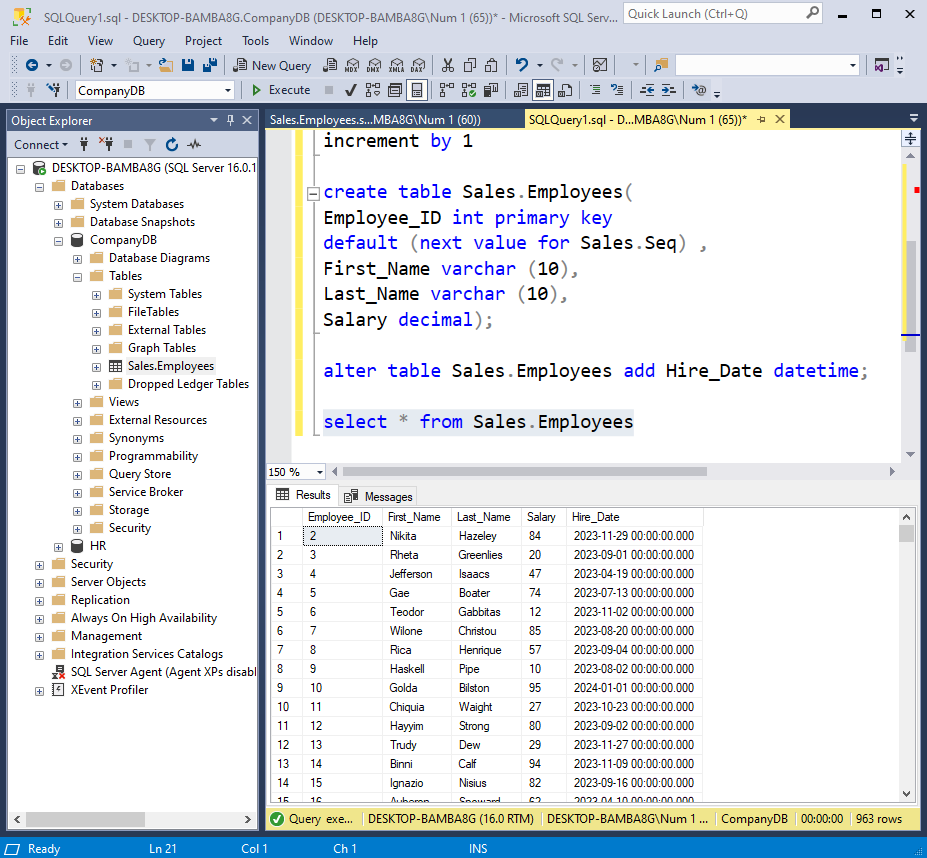 SQLQuery1.sql - DESKTOP-BAMBA8G.CompanyDB (DESKTOP-BAMBA8G\Num 1 (65))* - Microsoft SQL Serv...
Quick Launch (Ctrl+Q)
File Edit View Query Project Tools Window Help
New Query MDX DMX XMLA DAX
CompanyDB Execute
Object Explorer
Sales.Employees.s...MBA8G\Num 1 (60))
SQLQuery1.sql - D...MBA8G\Num 1 (65))*
Connect
DESKTOP-BAMBA8G (SQL Server 16.0.1
Databases
System Databases
Database Snapshots
CompanyDB
Database Diagrams
Tables
System Tables
FileTables
External Tables
Graph Tables
Sales.Employees
Dropped Ledger Tables
Views
External Resources
Synonyms
Programmability
Query Store
Service Broker
Storage
Security
HR
Security
Server Objects
Replication
Always On High Availability
Management
Integration Services Catalogs
SQL Server Agent (Agent XPs disabl
XEvent Profiler
increment by 1
create table Sales.Employees(
Employee_ID int primary key
default (next value for Sales.Seq) ,
First_Name varchar (10),
Last_Name varchar (10),
Salary decimal);
alter table Sales.Employees add Hire_Date datetime;
select * from Sales.Employees
150 %
Results Messages
Employee_ID First_Name Last_Name Salary Hire_Date
1 2 Nikita Hazeley 84 2023-11-29 00:00:00.000
2 3 Rheta Greenlies 20 2023-09-01 00:00:00.000
3 4 Jefferson Isaacs 47 2023-04-19 00:00:00.000
4 5 Gae Boater 74 2023-07-13 00:00:00.000
5 6 Teodor Gabbitas 12 2023-11-02 00:00:00.000
6 7 Wilone Christou 85 2023-08-20 00:00:00.000
7 8 Rica Henrique 57 2023-09-04 00:00:00.000
8 9 Haskell Pipe 10 2023-08-02 00:00:00.000
9 10 Golda Bilston 95 2024-01-01 00:00:00.000
10 11 Chiquia Waight 27 2023-10-23 00:00:00.000
11 12 Hayyim Strong 80 2023-09-02 00:00:00.000
12 13 Trudy Dew 29 2023-11-27 00:00:00.000
13 14 Binni Calf 94 2023-11-09 00:00:00.000
14 15 Ignazio Nisius 82 2023-09-16 00:00:00.000
15 16 62 2023-04-10 00:00:00.000
Query exe... DESKTOP-BAMBA8G (16.0 RTM) DESKTOP-BAMBA8G\Num 1 ... CompanyDB 00:00:00 963 rows
Ready Ln 21 Col 1 Ch 1 INS